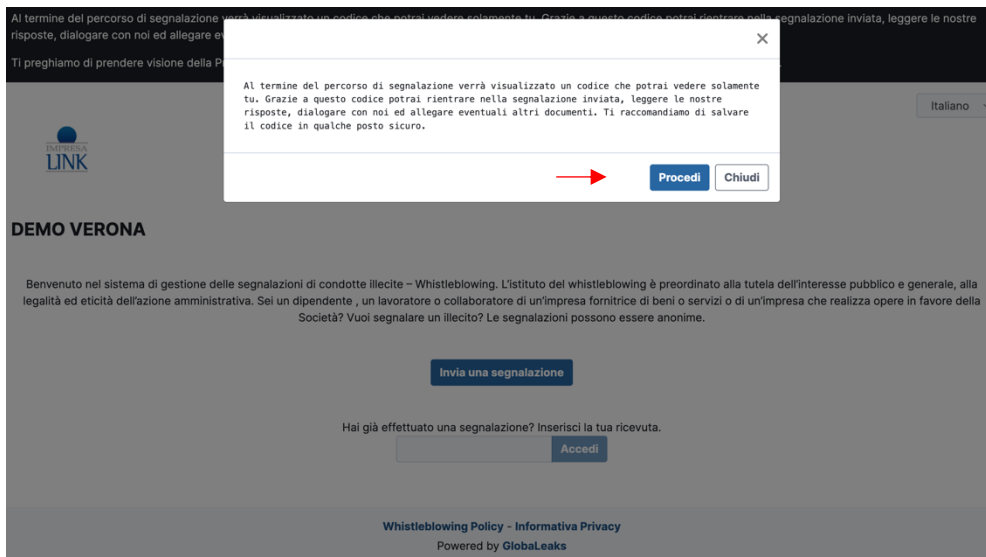 Al termine del percorso di segnalazione verrà visualizzato un codice che potrai vedere solamente tu. Grazie a questo codice potrai rientrare nella segnalazione inviata, leggere le nostre
risposte, dialogare con noi ed allegare ev
Ti preghiamo di prendere visione della P
×
Al termine del percorso di segnalazione verrà visualizzato un codice che potrai vedere solamente
tu. Grazie a questo codice potrai rientrare nella segnalazione inviata, leggere le nostre
risposte, dialogare con noi ed allegare eventuali altri documenti. Ti raccomandiamo di salvare
il codice in qualche posto sicuro.
Procedi Chiudi
Italiano
IMPRESA
LINK
DEMO VERONA
Benvenuto nel sistema di gestione delle segnalazioni di condotte illecite – Whistleblowing. L'istituto del whistleblowing è preordinato alla tutela dell'interesse pubblico e generale, alla
legalità ed eticità dell'azione amministrativa. Sei un dipendente , un lavoratore o collaboratore di un'impresa fornitrice di beni o servizi o di un'impresa che realizza opere in favore della
Società? Vuoi segnalare un illecito? Le segnalazioni possono essere anonime.
Invia una segnalazione
Hai già effettuato una segnalazione? Inserisci la tua ricevuta.
Accedi
Whistleblowing Policy - Informativa Privacy
Powered by GlobaLeaks